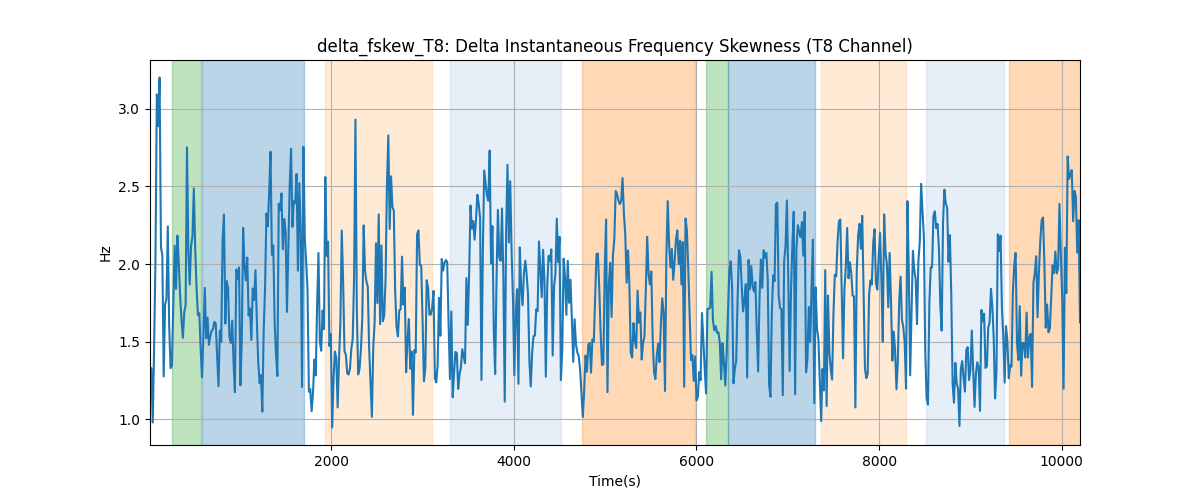 delta_fskew_T8: Delta Instantaneous Frequency Skewness (T8 Channel)
Hz
3.0
2.5
2.0
1.5
1.0
2000 4000 6000 8000 10000
Time(s)